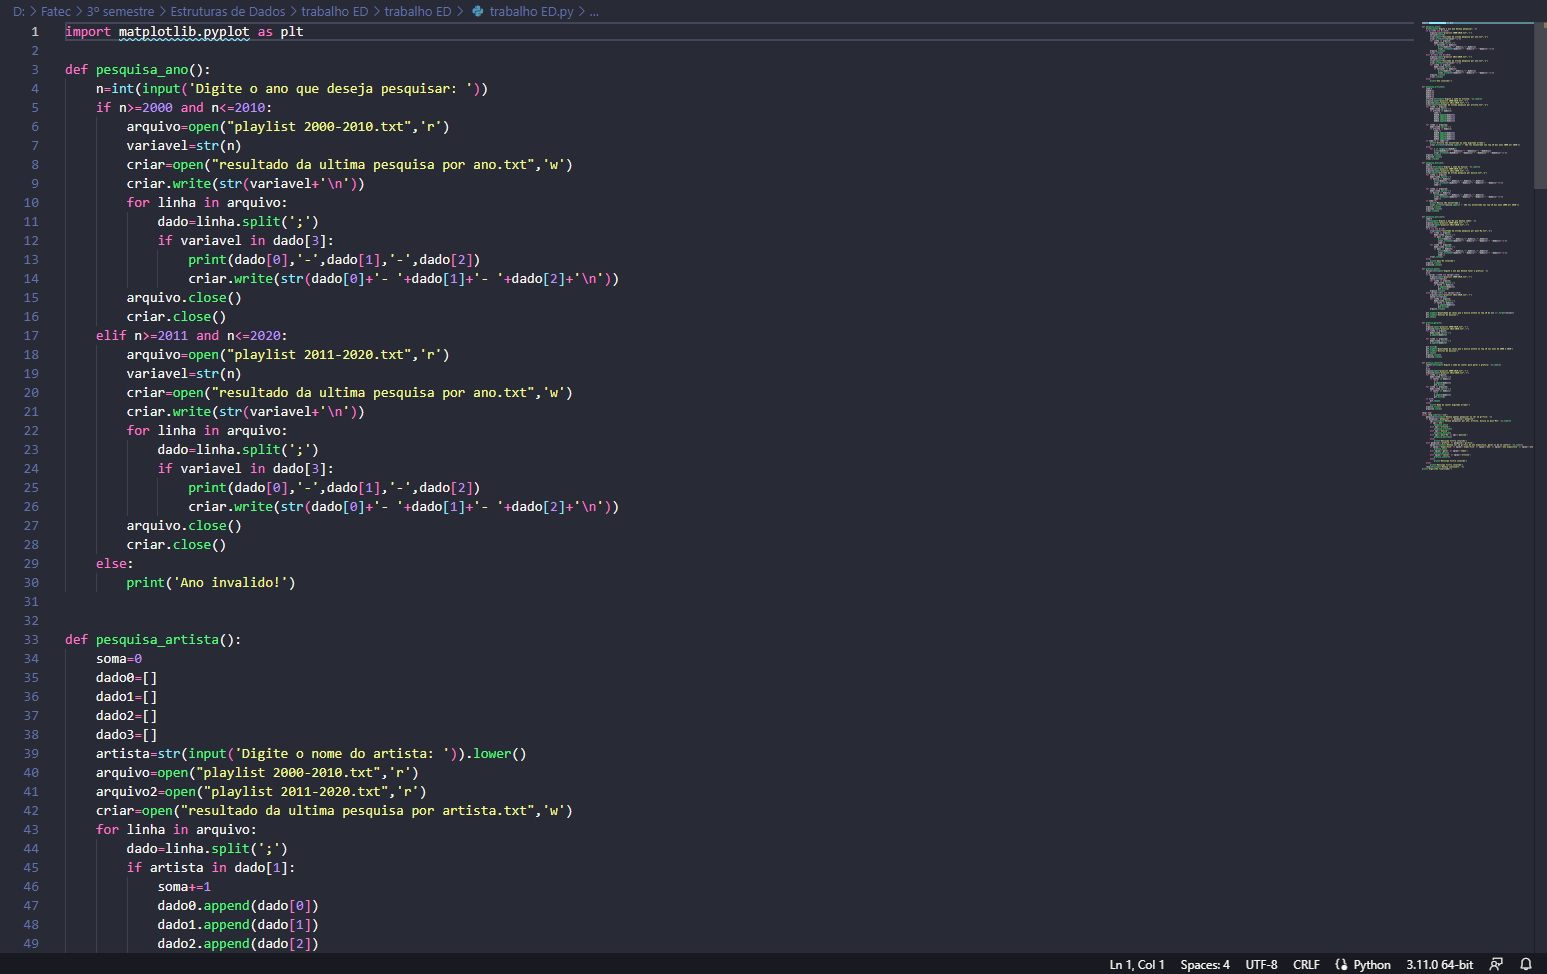 D: > Fatec > 3º semestre > Estruturas de Dados > trabalho ED > trabalho ED > trabalho ED.py > ...
1 import matplotlib.pyplot as plt
2
3 def pesquisa_ano():
4     n=int(input('Digite o ano que deseja pesquisar: '))
5     if n>=2000 and n<=2010:
6         arquivo=open("playlist 2000-2010.txt",'r')
7         variavel=str(n)
8         criar=open("resultado da ultima pesquisa por ano.txt",'w')
9         criar.write(str(variavel+'\n'))
10         for linha in arquivo:
11             dado=linha.split(';')
12             if variavel in dado[3]:
13                 print(dado[0],'-',dado[1],'-',dado[2])
14                 criar.write(str(dado[0]+'- '+dado[1]+'- '+dado[2]+'\n'))
15         arquivo.close()
16         criar.close()
17     elif n>=2011 and n<=2020:
18         arquivo=open("playlist 2011-2020.txt",'r')
19         variavel=str(n)
20         criar=open("resultado da ultima pesquisa por ano.txt",'w')
21         criar.write(str(variavel+'\n'))
22         for linha in arquivo:
23             dado=linha.split(';')
24             if variavel in dado[3]:
25                 print(dado[0],'-',dado[1],'-',dado[2])
26                 criar.write(str(dado[0]+'- '+dado[1]+'- '+dado[2]+'\n'))
27         arquivo.close()
28         criar.close()
29     else:
30         print('Ano invalido!')
31
32
33 def pesquisa_artista():
34     soma=0
35     dado0=[]
36     dado1=[]
37     dado2=[]
38     dado3=[]
39     artista=str(input('Digite o nome do artista: ')).lower()
40     arquivo=open("playlist 2000-2010.txt",'r')
41     arquivo2=open("playlist 2011-2020.txt",'r')
42     criar=open("resultado da ultima pesquisa por artista.txt",'w')
43     for linha in arquivo:
44         dado=linha.split(';')
45         if artista in dado[1]:
46             soma+=1
47             dado0.append(dado[0])
48             dado1.append(dado[1])
49             dado2.append(dado[2])
Ln 1, Col 1 Spaces: 4 UTF-8 CRLF Python 3.11.0 64-bit